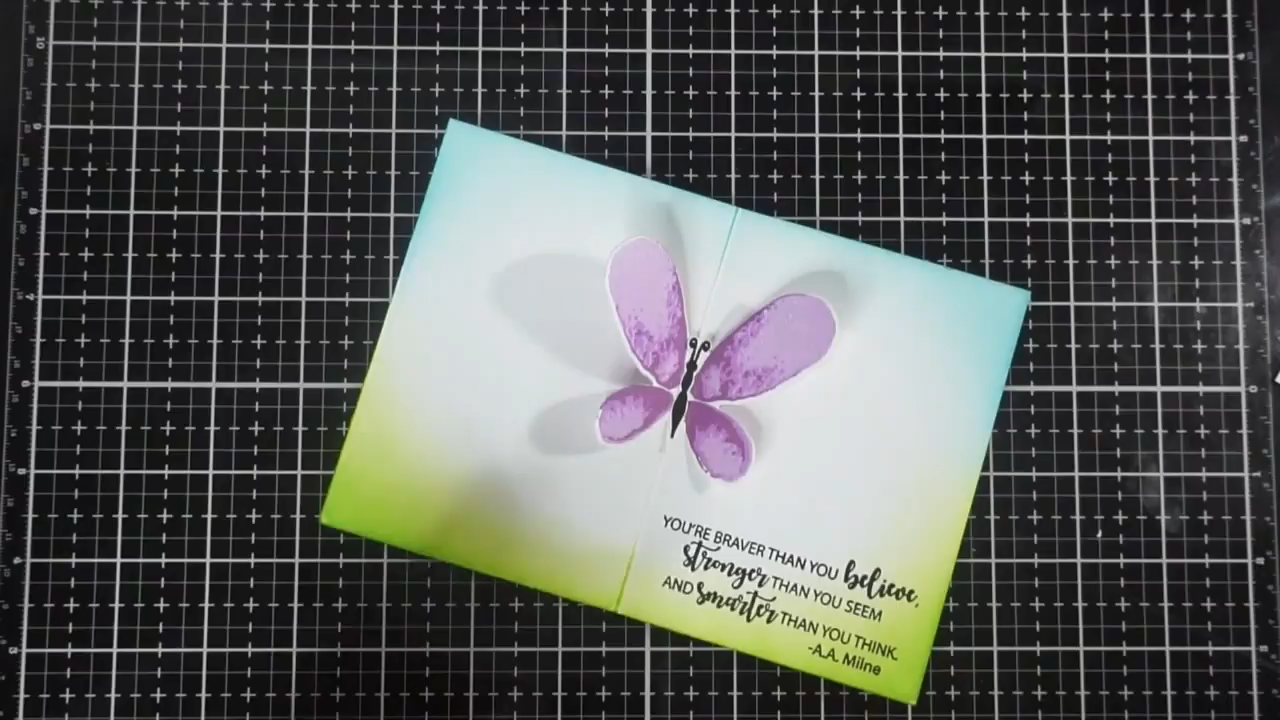 YOU'RE BRAVER THAN YOU believe,
stronger THAN YOU SEEM
AND smarter THAN YOU THINK.
-A.A. Milne